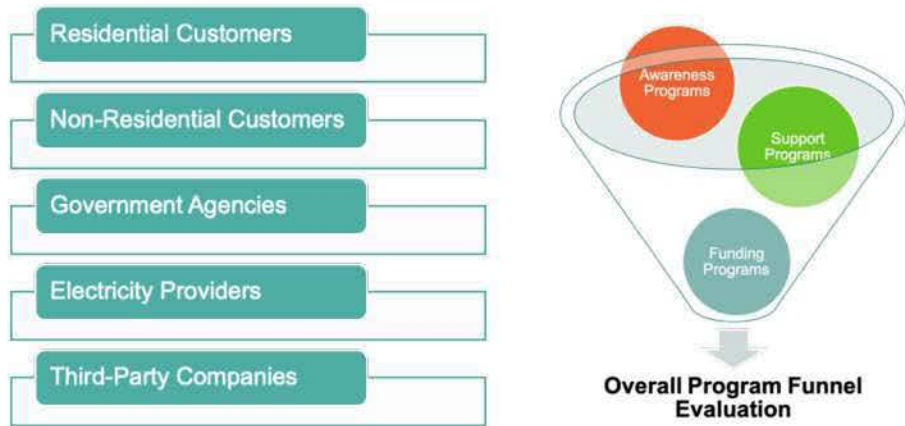 Residential Customers
Non-Residential Customers
Government Agencies
Electricity Providers
Third-Party Companies
Awareness
Programs
Support
Programs
Funding
Programs
Overall Program Funnel
Evaluation